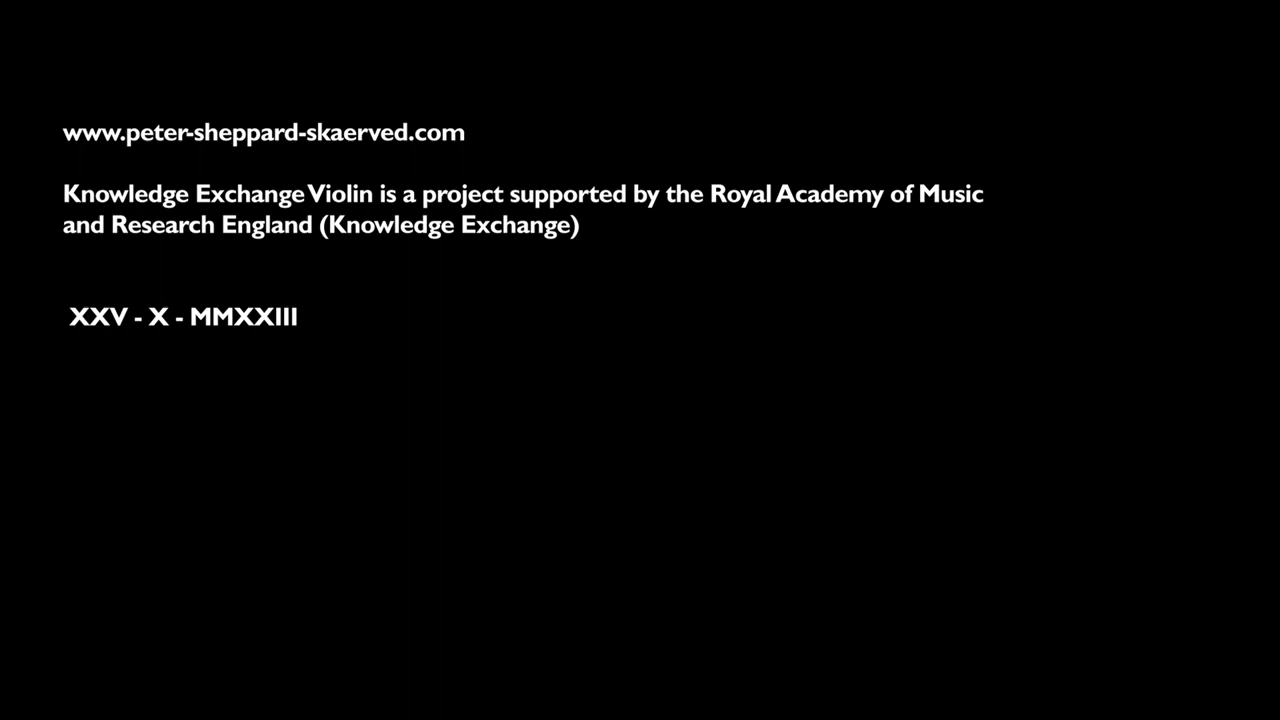 www.peter-sheppard-skaerved.com
Knowledge Exchange Violin is a project supported by the Royal Academy of Music
and Research England (Knowledge Exchange)
XXV - X - MMXXIII